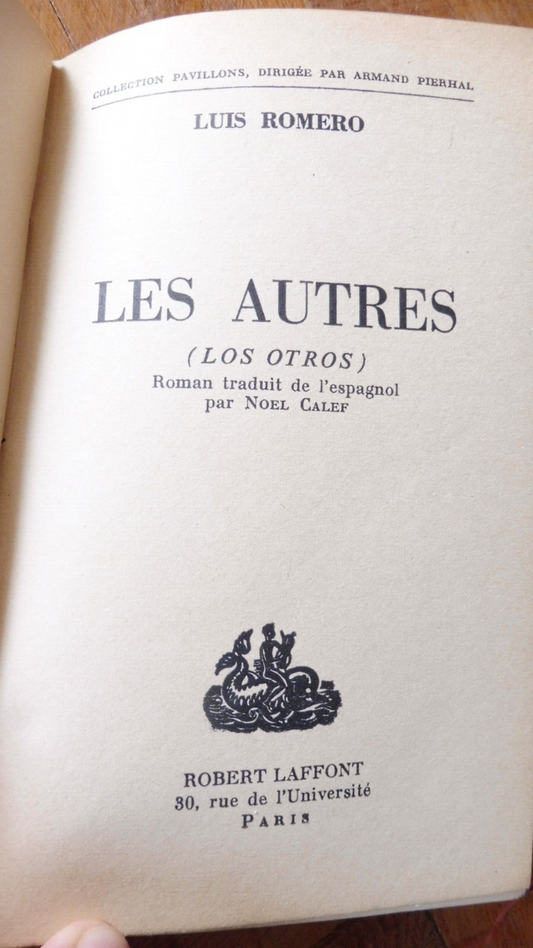 COLLECTION PAVILLONS, DIRIGÉE PAR ARMAND PIERHAL
LUIS ROMERO
LES AUTRES
(LOS OTROS)
Roman traduit de l'espagnol
par NOEL CALEF
ROBERT LAFFONT
30, rue de l'Université
PARIS